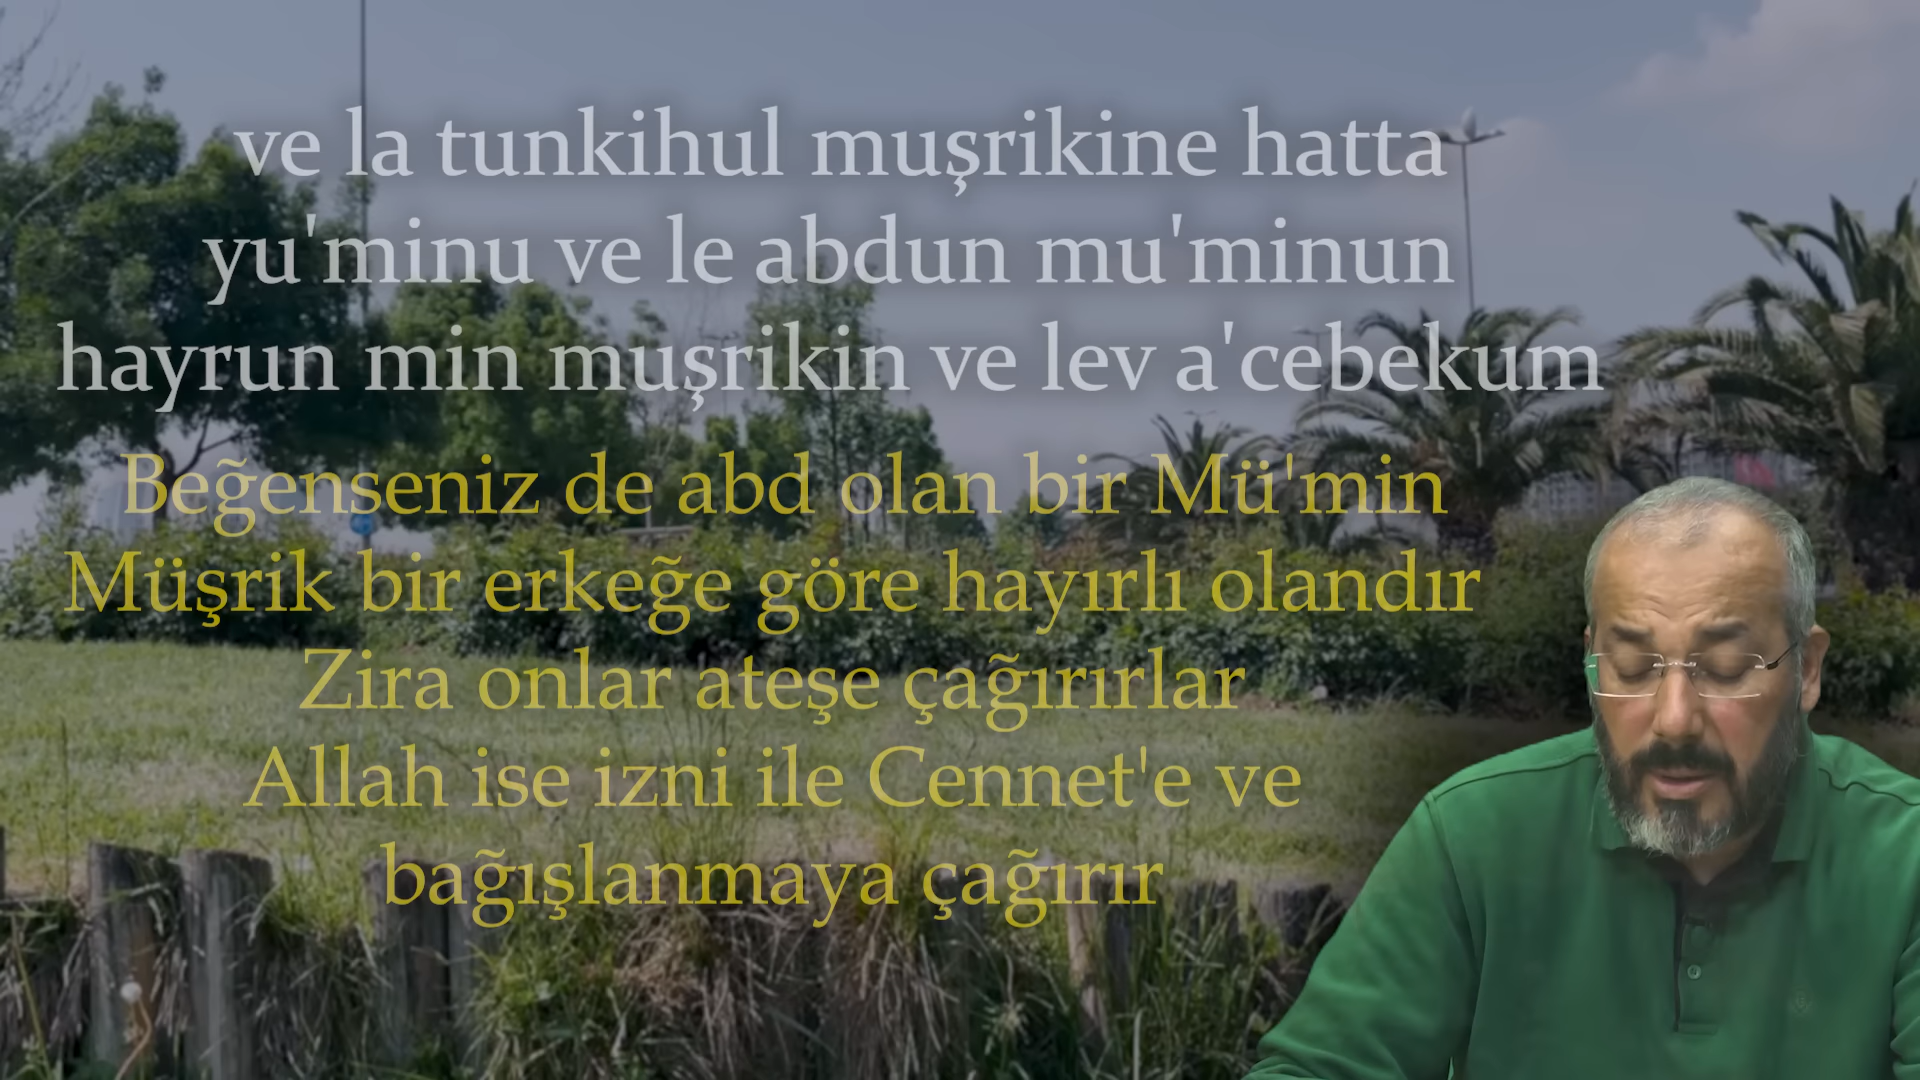 ve la tunkihul muşrikine hatta
yu'minu ve le abdun mu'minun
hayrun min muşrikin ve lev a'cebekum
Beğenseniz de abd olan bir Mü'min
Müşrik bir erkeğe göre hayırlı olandır
Zira onlar ateşe çağırırlar
Allah ise izni ile Cennet'e ve
bağışlanmaya çağırır